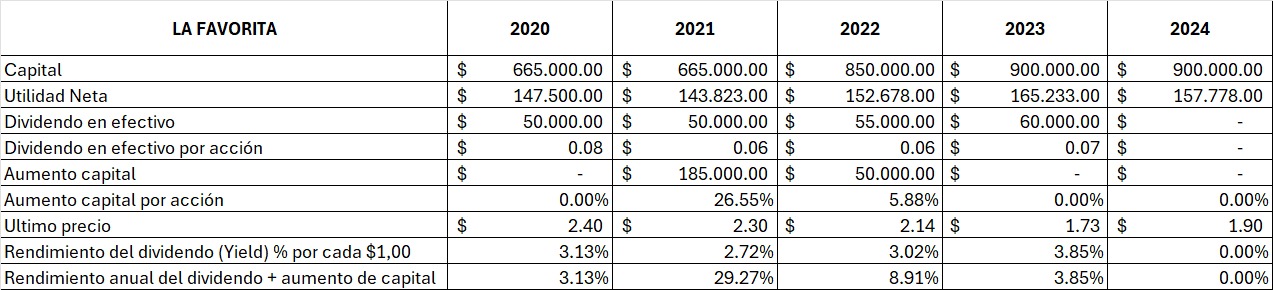 LA FAVORITA 2020 2021 2022 2023 2024
Capital $ 665.000.00 $ 665.000.00 $ 850.000.00 $ 900.000.00 $ 900.000.00
Utilidad Neta $ 147.500.00 $ 143.823.00 $ 152.678.00 $ 165.233.00 $ 157.778.00
Dividendo en efectivo $ 50.000.00 $ 50.000.00 $ 55.000.00 $ 60.000.00 $ -
Dividendo en efectivo por acción $ 0.08 $ 0.06 $ 0.06 $ 0.07 $ -
Aumento capital $ - $ 185.000.00 $ 50.000.00 $ - $ -
Aumento capital por acción 0.00% 26.55% 5.88% 0.00% 0.00%
Ultimo precio $ 2.40 $ 2.30 $ 2.14 $ 1.73 $ 1.90
Rendimiento del dividendo (Yield) % por cada $1,00 3.13% 2.72% 3.02% 3.85% 0.00%
Rendimiento anual del dividendo + aumento de capital 3.13% 29.27% 8.91% 3.85% 0.00%